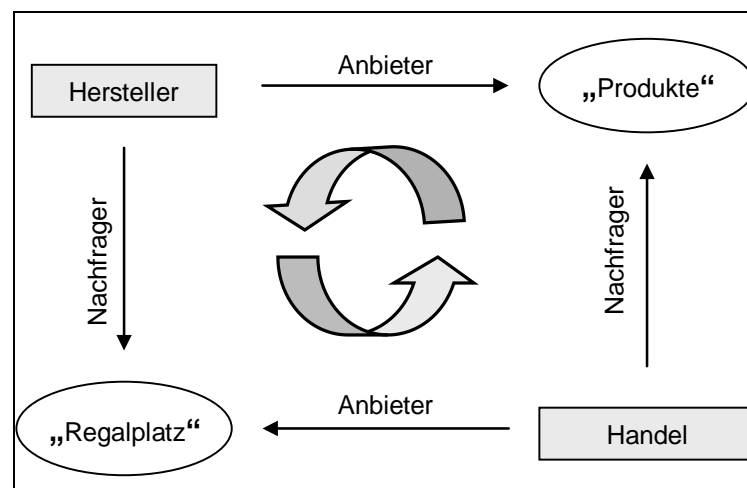 Anbieter
Hersteller
„Produkte“
Nachfrager
Nachfrager
Anbieter
„Regalplatz“
Handel